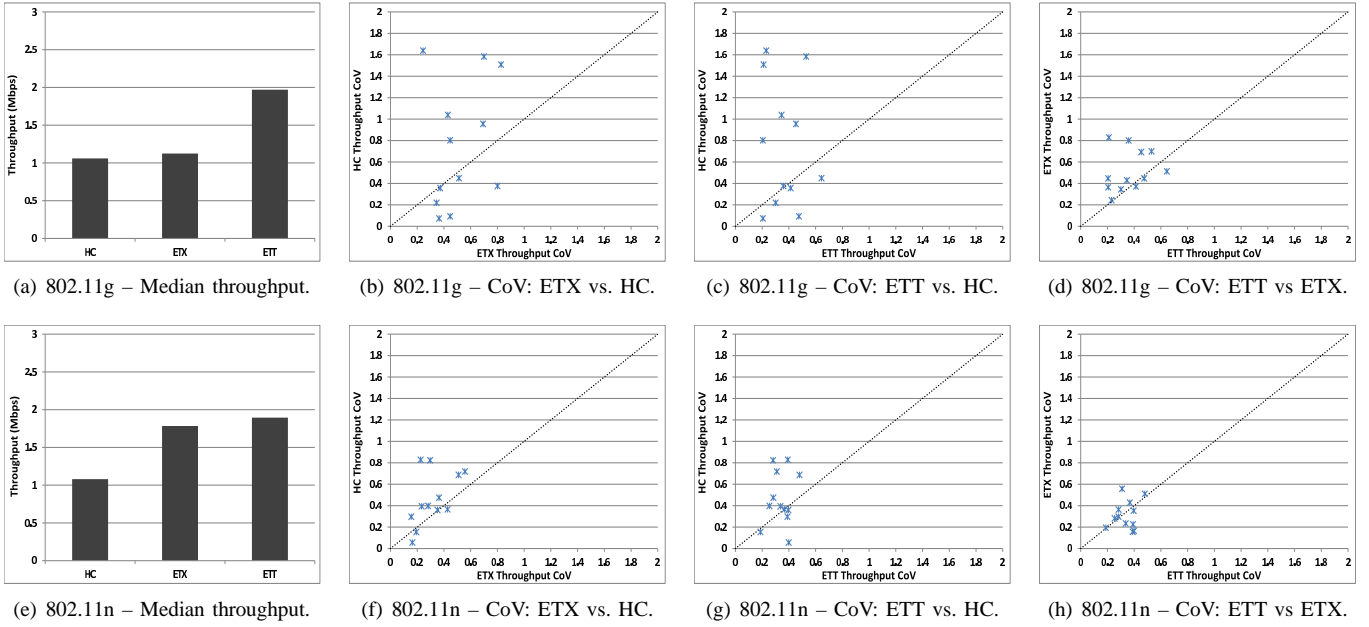 3
2.5
2
1.5
1
0.5
0
Throughput (Mbps)
HC ETX ETT
(a) 802.11g – Median throughput.
2
1.8
1.6
1.4
1.2
1
0.8
0.6
0.4
0.2
0
HC Throughput CoV
0 0.2 0.4 0.6 0.8 1 1.2 1.4 1.6 1.8 2
ETX Throughput CoV
(b) 802.11g – CoV: ETX vs. HC.
2
1.8
1.6
1.4
1.2
1
0.8
0.6
0.4
0.2
0
HC Throughput CoV
0 0.2 0.4 0.6 0.8 1 1.2 1.4 1.6 1.8 2
ETT Throughput CoV
(c) 802.11g – CoV: ETT vs. HC.
2
1.8
1.6
1.4
1.2
1
0.8
0.6
0.4
0.2
0
ETX Throughput CoV
0 0.2 0.4 0.6 0.8 1 1.2 1.4 1.6 1.8 2
ETT Throughput CoV
(d) 802.11g – CoV: ETT vs ETX.
3
2.5
2
1.5
1
0.5
0
Throughput (Mbps)
HC ETX ETT
(e) 802.11n – Median throughput.
2
1.8
1.6
1.4
1.2
1
0.8
0.6
0.4
0.2
0
HC Throughput CoV
0 0.2 0.4 0.6 0.8 1 1.2 1.4 1.6 1.8 2
ETX Throughput CoV
(f) 802.11n – CoV: ETX vs. HC.
2
1.8
1.6
1.4
1.2
1
0.8
0.6
0.4
0.2
0
HC Throughput CoV
0 0.2 0.4 0.6 0.8 1 1.2 1.4 1.6 1.8 2
ETT Throughput CoV
(g) 802.11n – CoV: ETT vs. HC.
2
1.8
1.6
1.4
1.2
1
0.8
0.6
0.4
0.2
0
ETX Throughput CoV
0 0.2 0.4 0.6 0.8 1 1.2 1.4 1.6 1.8 2
ETT Throughput CoV
(h) 802.11n – CoV: ETT vs ETX.